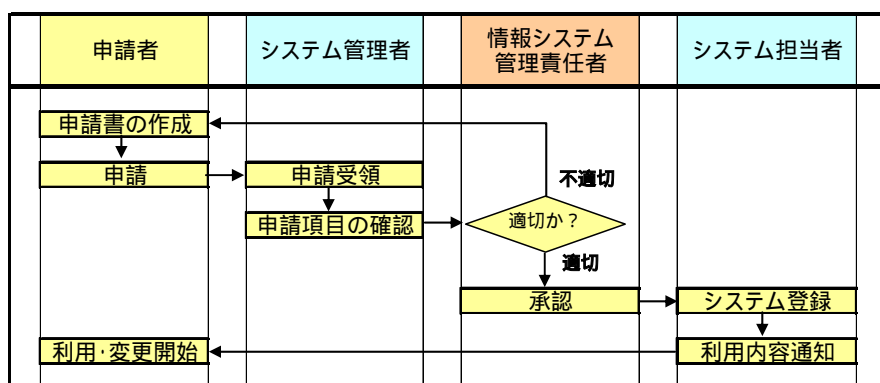 申請者
システム管理者
情報システム
管理責任者
システム担当者
申請書の作成
申請
申請受領
不適切
申請項目の確認
適切か？
適切
承認
システム登録
利用・変更開始
利用内容通知